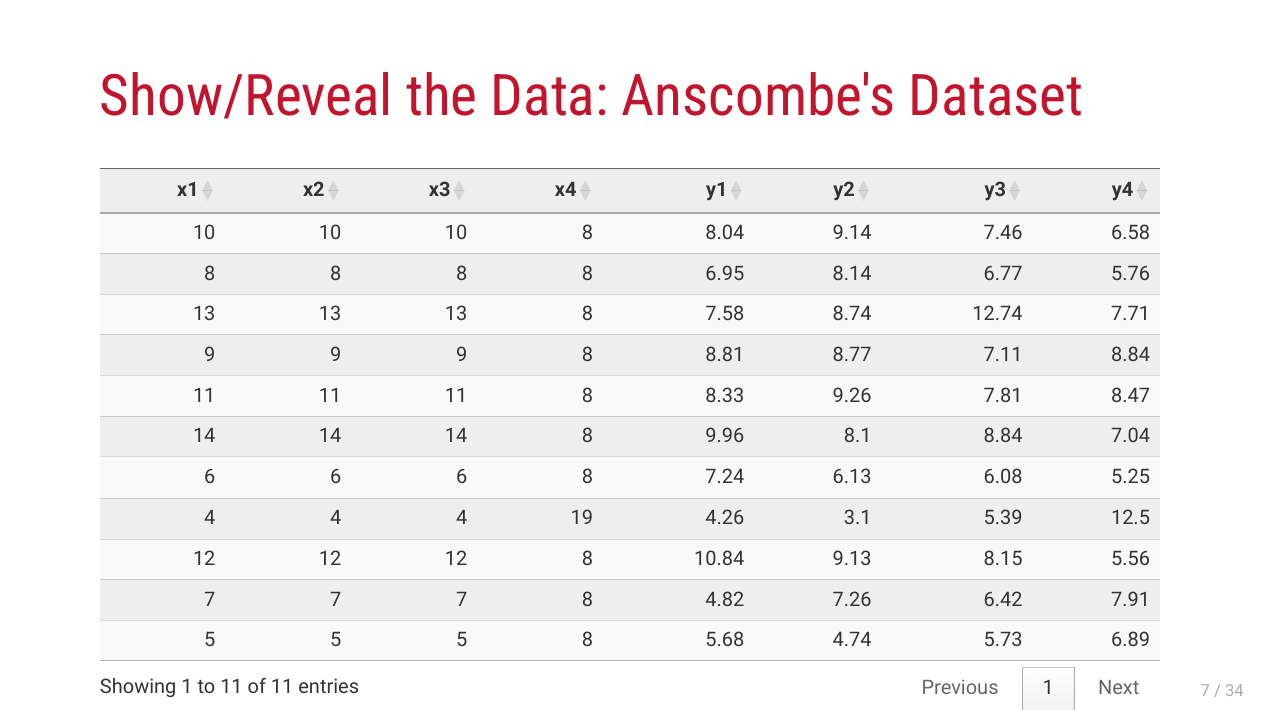 Show/Reveal the Data: Anscombe's Dataset
x1 x2 x3 x4 y1 y2 y3 y4
10 10 10 8 8.04 9.14 7.46 6.58
8 8 8 8 6.95 8.14 6.77 5.76
13 13 13 8 7.58 8.74 12.74 7.71
9 9 9 8 8.81 8.77 7.11 8.84
11 11 11 8 8.33 9.26 7.81 8.47
14 14 14 8 9.96 8.1 8.84 7.04
6 6 6 8 7.24 6.13 6.08 5.25
4 4 4 19 4.26 3.1 5.39 12.5
12 12 12 8 10.84 9.13 8.15 5.56
7 7 7 8 4.82 7.26 6.42 7.91
5 5 5 8 5.68 4.74 5.73 6.89
Showing 1 to 11 of 11 entries Previous 1 Next
7 / 34